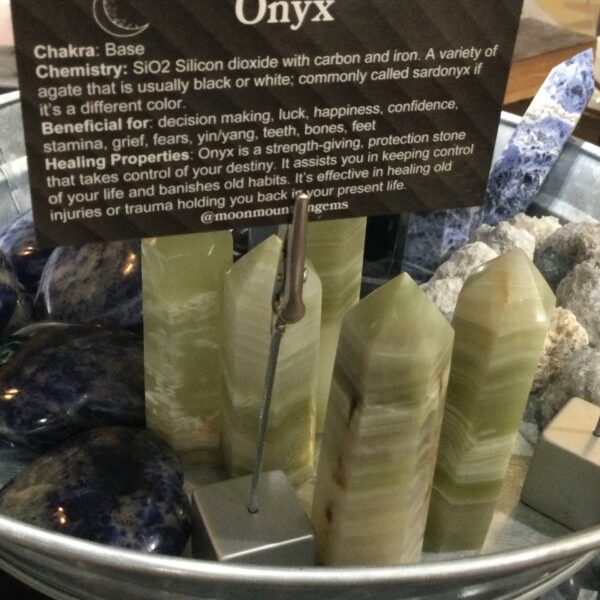 Onyx
Chakra: Base
Chemistry: SiO2 Silicon dioxide with carbon and iron. A variety of
agate that is usually black or white; commonly called sardonyx if
it's a different color.
Beneficial for: decision making, luck, happiness, confidence,
stamina, grief, fears, yin/yang, teeth, bones, feet
Healing Properties: Onyx is a strength-giving, protection stone
that takes control of your destiny. It assists you in keeping control
of your life and banishes old habits. It's effective in healing old
injuries or trauma holding you back in your present life.
@moonmountaingems